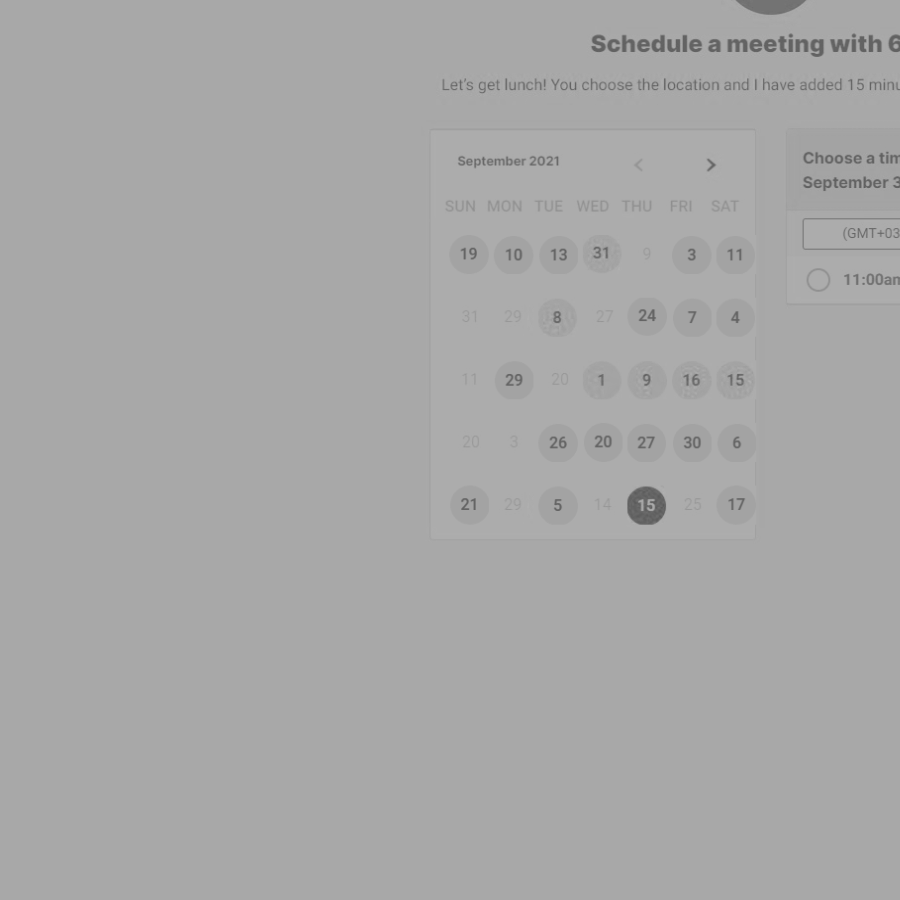 Schedule a meeting with 6
Let's get lunch! You choose the location and I have added 15 minu
September 2021
SUN MON TUE WED THU FRI SAT
19 10 13 31 9 3 11
31 29 8 27 24 7 4
11 29 20 1 9 16 15
20 3 26 20 27 30 6
21 29 5 14 15 25 17
Choose a tim
September 3
(GMT+03
11:00am